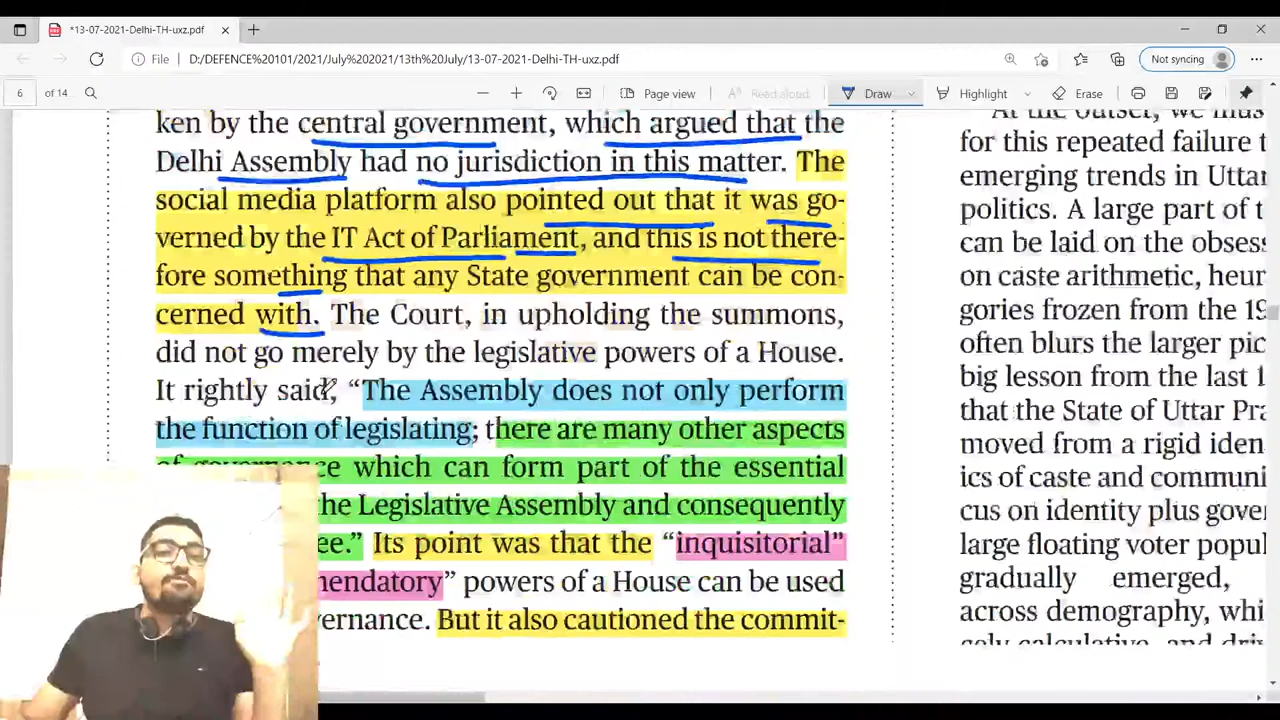 *13-07-2021-Delhi-TH-uxz.pdf
File D:/DEFENCE%20101/2021/July%202021/13th%20July/13-07-2021-Delhi-TH-uxz.pdf Not syncing
6 of 14 Page view Read aloud Draw Highlight Erase
ken by the central government, which argued that the
Delhi Assembly had no jurisdiction in this matter. The
social media platform also pointed out that it was go-
verned by the IT Act of Parliament, and this is not there-
fore something that any State government can be con-
cerned with. The Court, in upholding the summons,
did not go merely by the legislative powers of a House.
It rightly said, “The Assembly does not only perform
the function of legislating; there are many other aspects
of governance which can form part of the essential
the Legislative Assembly and consequently
ee.” Its point was that the “inquisitorial”
mendatory” powers of a House can be used
vernance. But it also cautioned the commit-
At the outset, we mus
for this repeated failure t
emerging trends in Uttar
politics. A large part of t
can be laid on the obsess
on caste arithmetic, heur
gories frozen from the 19
often blurs the larger pic
big lesson from the last 1
that the State of Uttar Pra
moved from a rigid iden
ics of caste and communi
cus on identity plus gover
large floating voter popul
gradually emerged,
across demography, whi
sely calculative, and driv